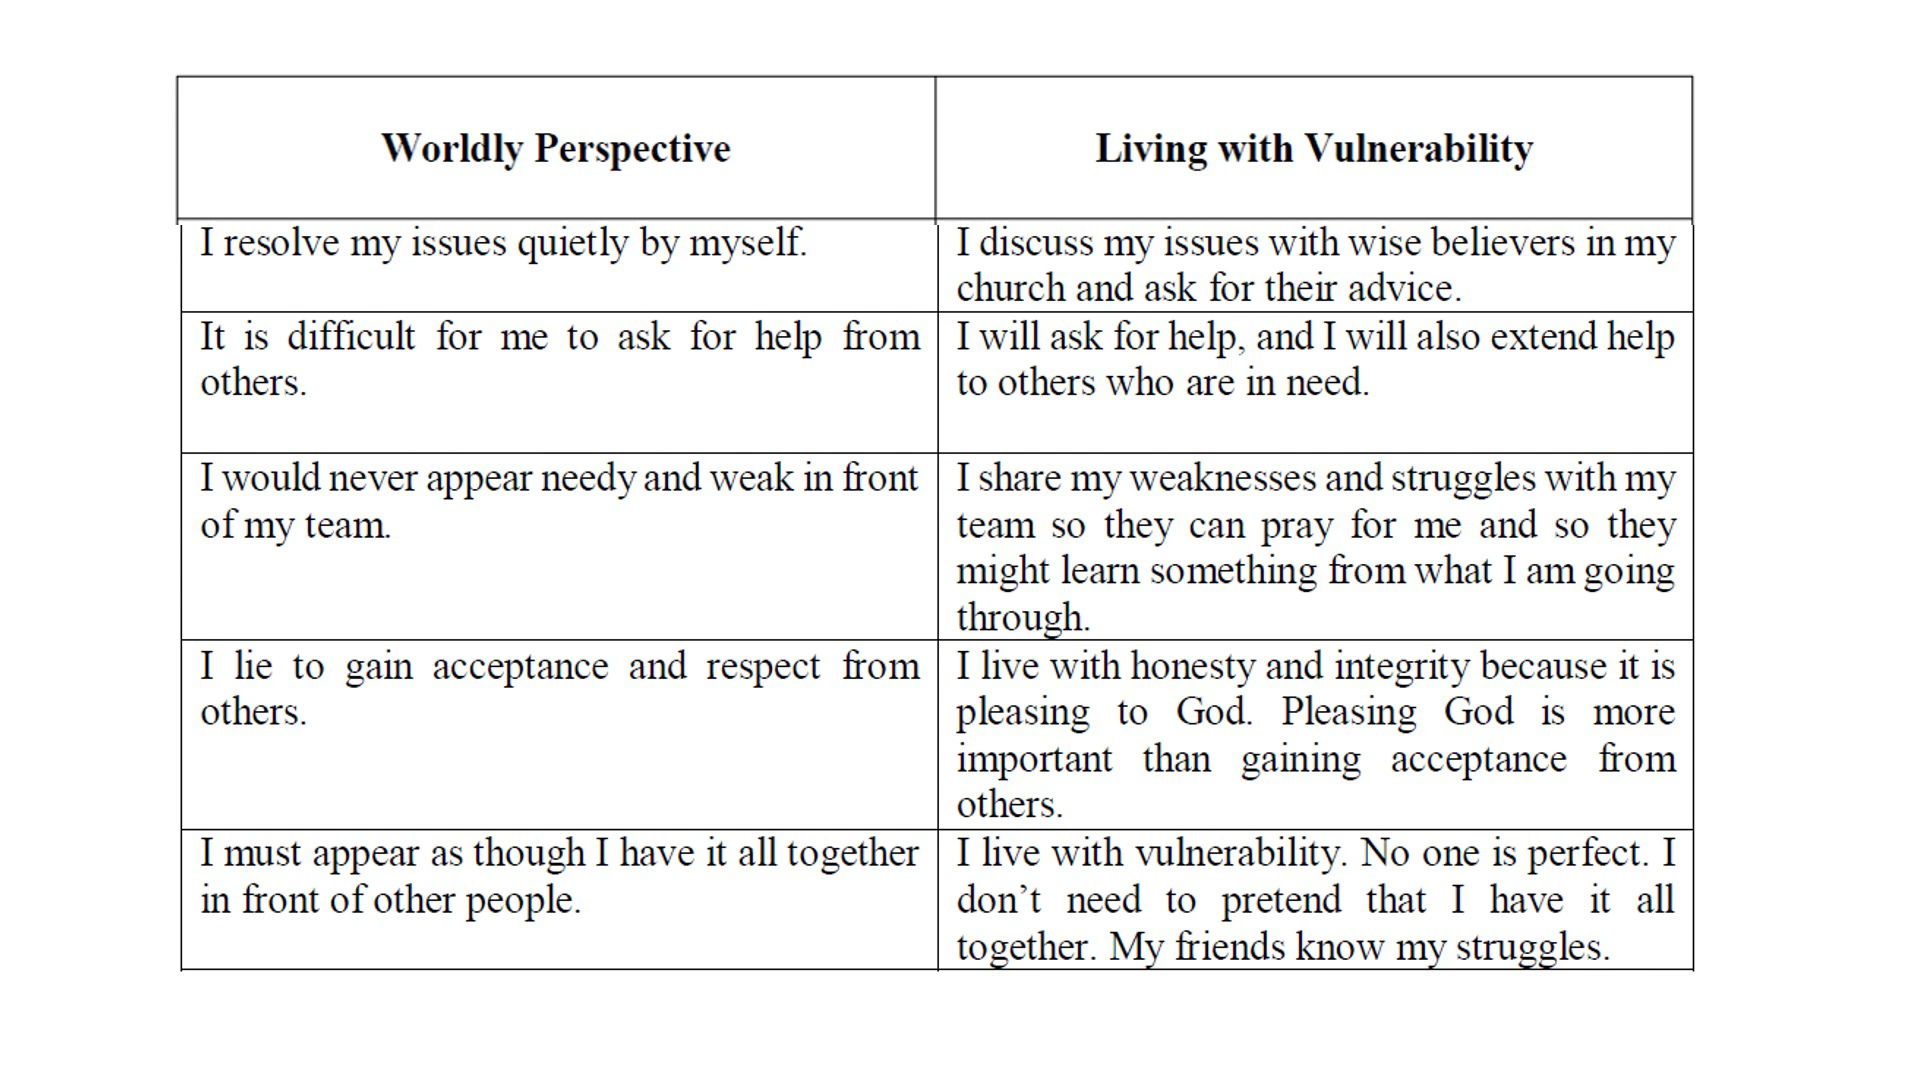 Worldly Perspective
Living with Vulnerability
I resolve my issues quietly by myself.
I discuss my issues with wise believers in my
church and ask for their advice.
It is difficult for me to ask for help from
others.
I will ask for help, and I will also extend help
to others who are in need.
I would never appear needy and weak in front
of my team.
I share my weaknesses and struggles with my
team so they can pray for me and so they
might learn something from what I am going
through.
I lie to gain acceptance and respect from
others.
I live with honesty and integrity because it is
pleasing to God. Pleasing God is more
important than gaining acceptance from
others.
I must appear as though I have it all together
in front of other people.
I live with vulnerability. No one is perfect. I
don’t need to pretend that I have it all
together. My friends know my struggles.